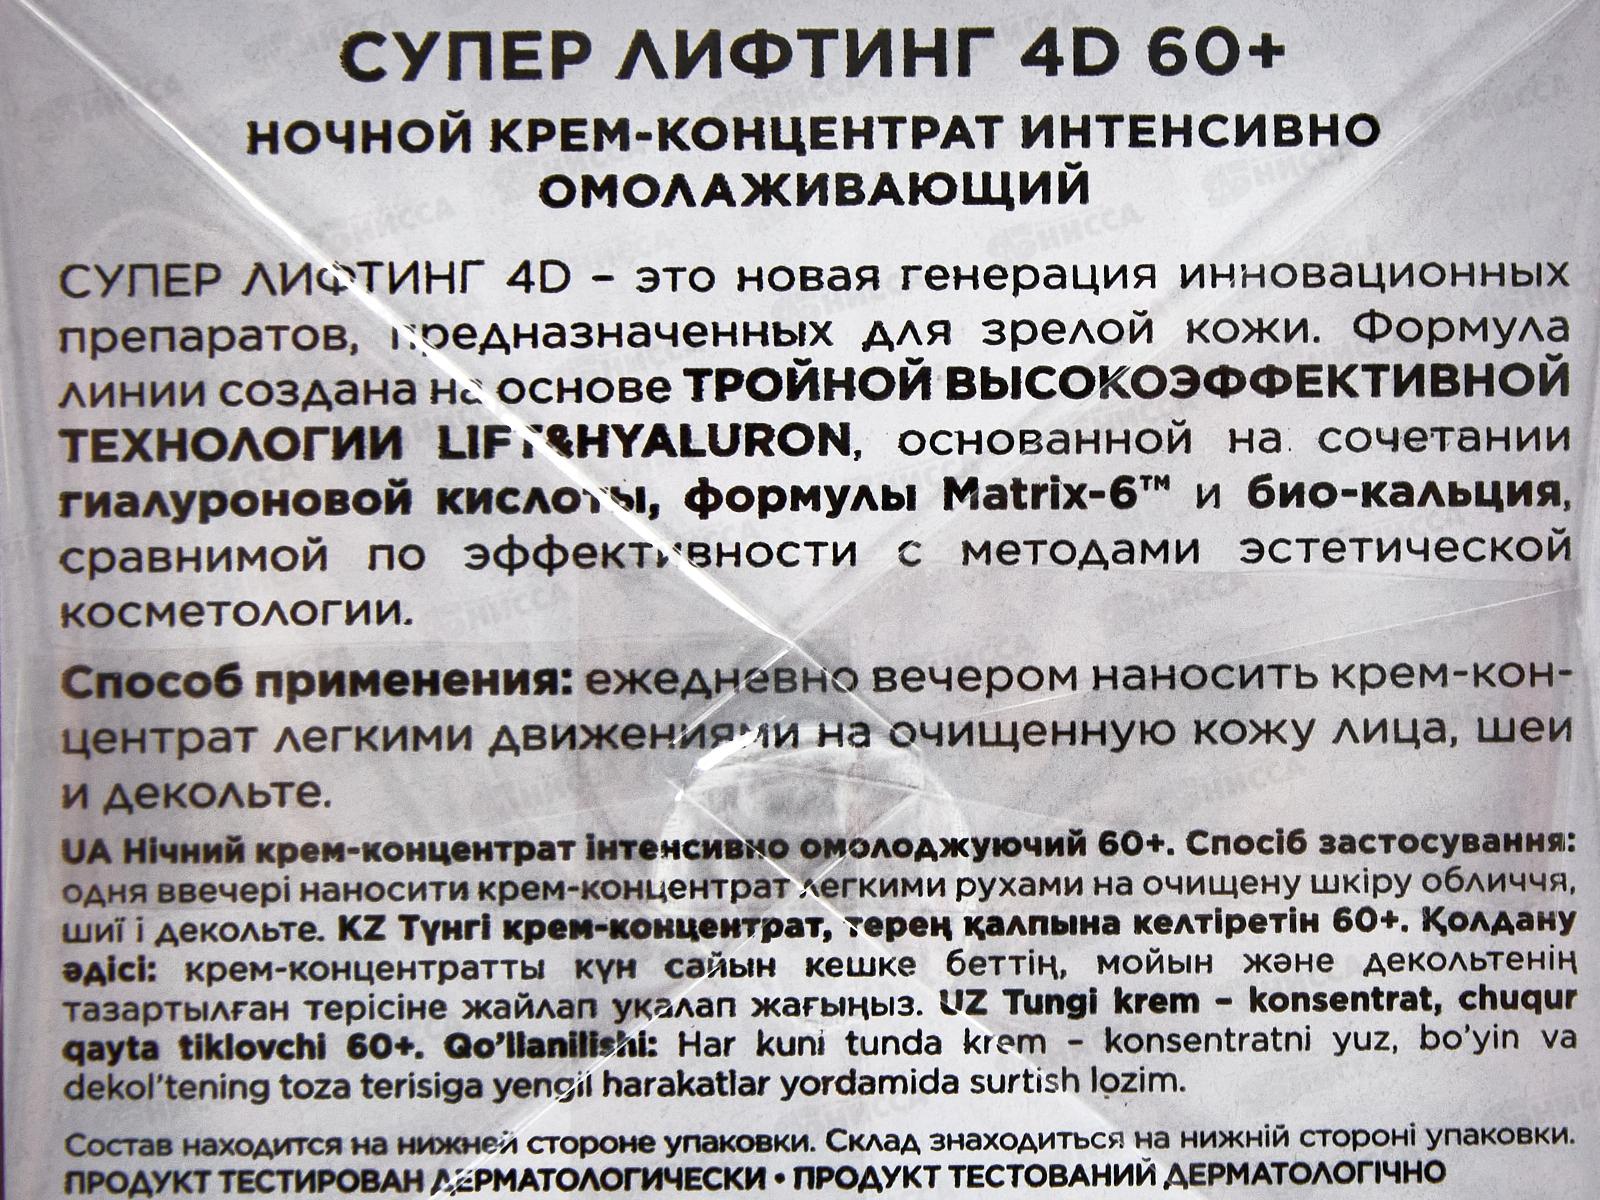 СУПЕР ЛИФТИНГ 4D 60+
НОЧНОЙ КРЕМ-КОНЦЕНТРАТ ИНТЕНСИВНО
ОМОЛАЖИВАЮЩИЙ
СУПЕР ЛИФТИНГ 4D – это новая генерация инновационных
препаратов, предназначенных для зрелой кожи. Формула
линии создана на основе ТРОЙНОЙ ВЫСОКОЭФФЕКТИВНОЙ
ТЕХНОЛОГИИ LIFT&HYALURON, основанной на сочетании
гиалуроновой кислоты, формулы Matrix-6™ и био-кальция,
сравнимой по эффективности с методами эстетической
косметологии.
Способ применения: ежедневно вечером наносить крем-кон-
центрат легкими движениями на очищенную кожу лица, шеи
и декольте.
UA Нічний крем-концентрат інтенсивно омолоджуючий 60+. Спосіб застосування:
одня ввечері наносити крем-концентрат легкими рухами на очищену шкіру обличчя,
шиї і декольте. KZ Түнгі крем-концентрат, терең қалпына келтіретін 60+. Қолдану
әдісі: крем-концентратты күн сайын кешке беттің, мойын және декольтенің
тазартылған терісіне жайлап уқалап жағыңыз. UZ Tungi krem – konsentrat, chuqur
qayta tiklovchi 60+. Qo’llanilishi: Har kuni tunda krem – konsentratni yuz, bo’yin va
dekol’tening toza terisiga yengil harakatlar yordamida surtish lozim.
Состав находится на нижней стороне упаковки. Склад знаходиться на нижній стороні упаковки.
ПРОДУКТ ТЕСТИРОВАН ДЕРМАТОЛОГИЧЕСКИ • ПРОДУКТ ТЕСТОВАНИЙ ДЕРМАТОЛОГІЧНО